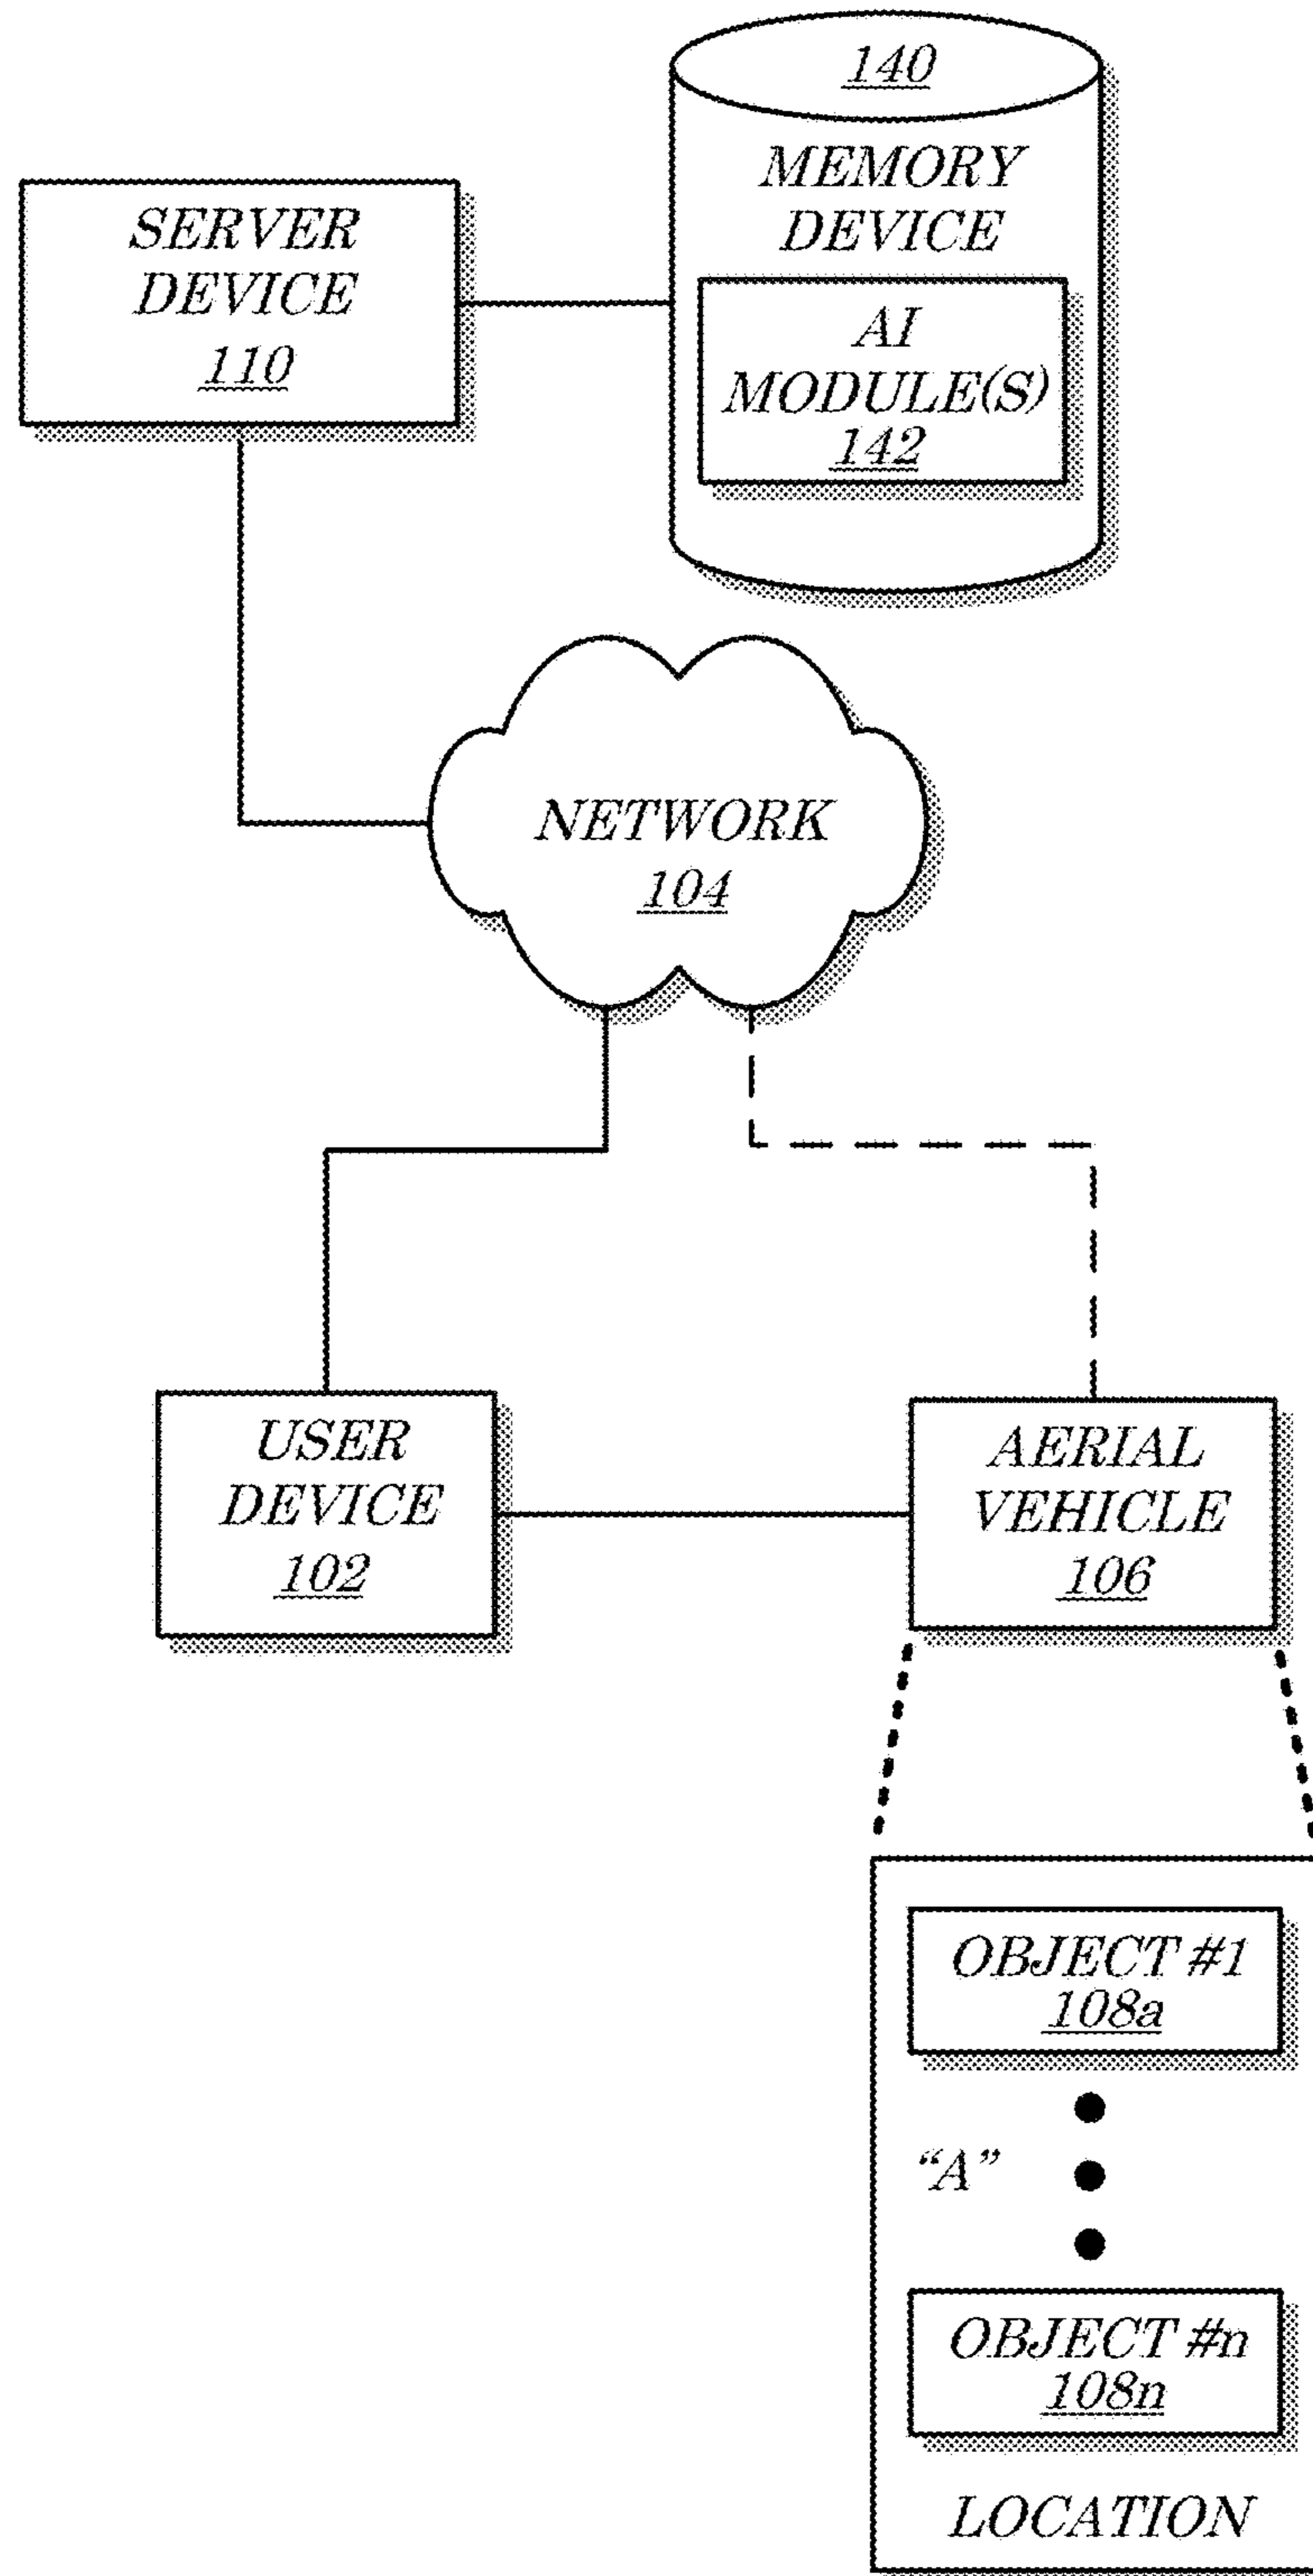 140
MEMORY
DEVICE
AI
MODULE(S)
142
SERVER
DEVICE
110
NETWORK
104
USER
DEVICE
102
AERIAL
VEHICLE
106
OBJECT #1
108a
“A”
OBJECT #n
108n
LOCATION